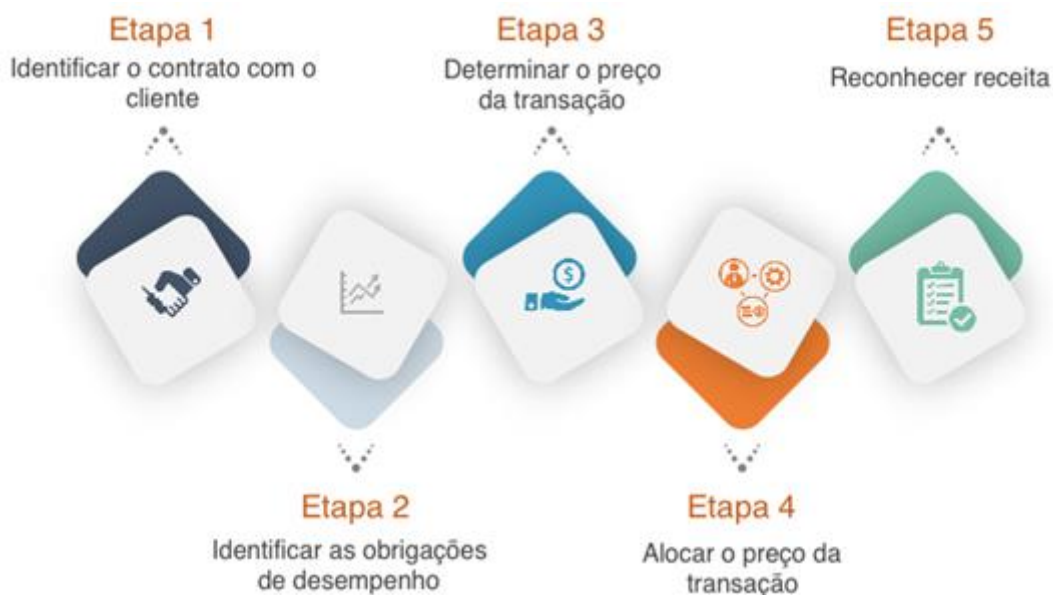 Etapa 1
Identificar o contrato com o
cliente
Etapa 2
Identificar as obrigações
de desempenho
Etapa 3
Determinar o preço
da transação
$
Etapa 4
Alocar o preço da
transação
Etapa 5
Reconhecer receita